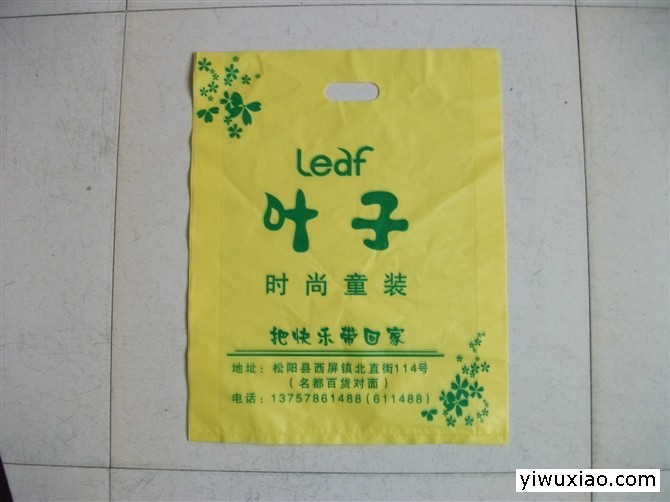 Leaf
叶子
时尚童装
把快乐带回家
地址：松阳县西屏镇北直街114号
（名都百货对面）
电话：13757861488(611488)
yiwuxiao.com